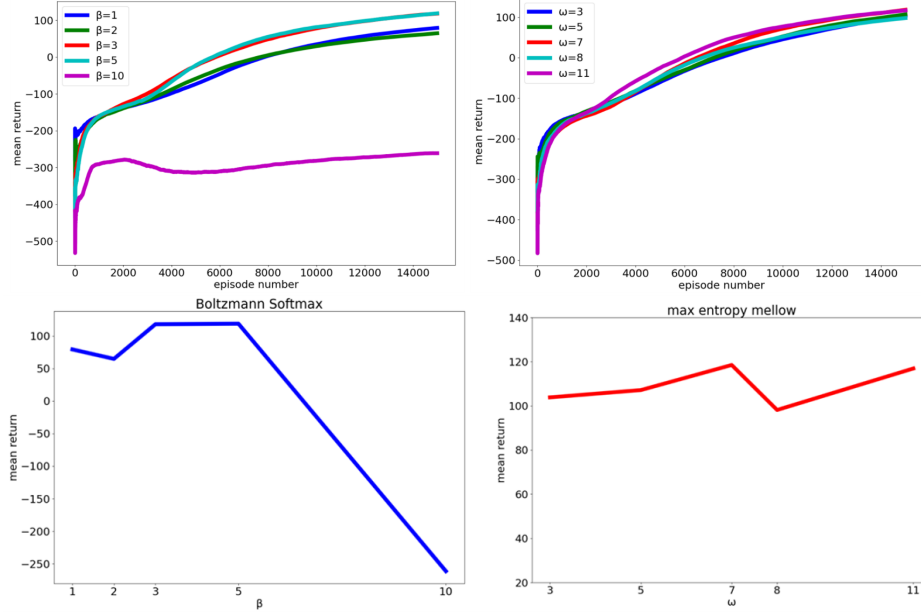 β=1
β=2
β=3
β=5
β=10
100
0
−100
−200
−300
−400
−500
mean return
0 2000 4000 6000 8000 10000 12000 14000
episode number
ω=3
ω=5
ω=7
ω=8
ω=11
100
0
−100
−200
−300
−400
−500
mean return
0 2000 4000 6000 8000 10000 12000 14000
episode number
Boltzmann Softmax
100
50
0
−50
−100
−150
−200
−250
mean return
1 2 3 5 10
β
max entropy mellow
140
120
100
80
60
40
20
mean return
3 5 7 8 11
ω